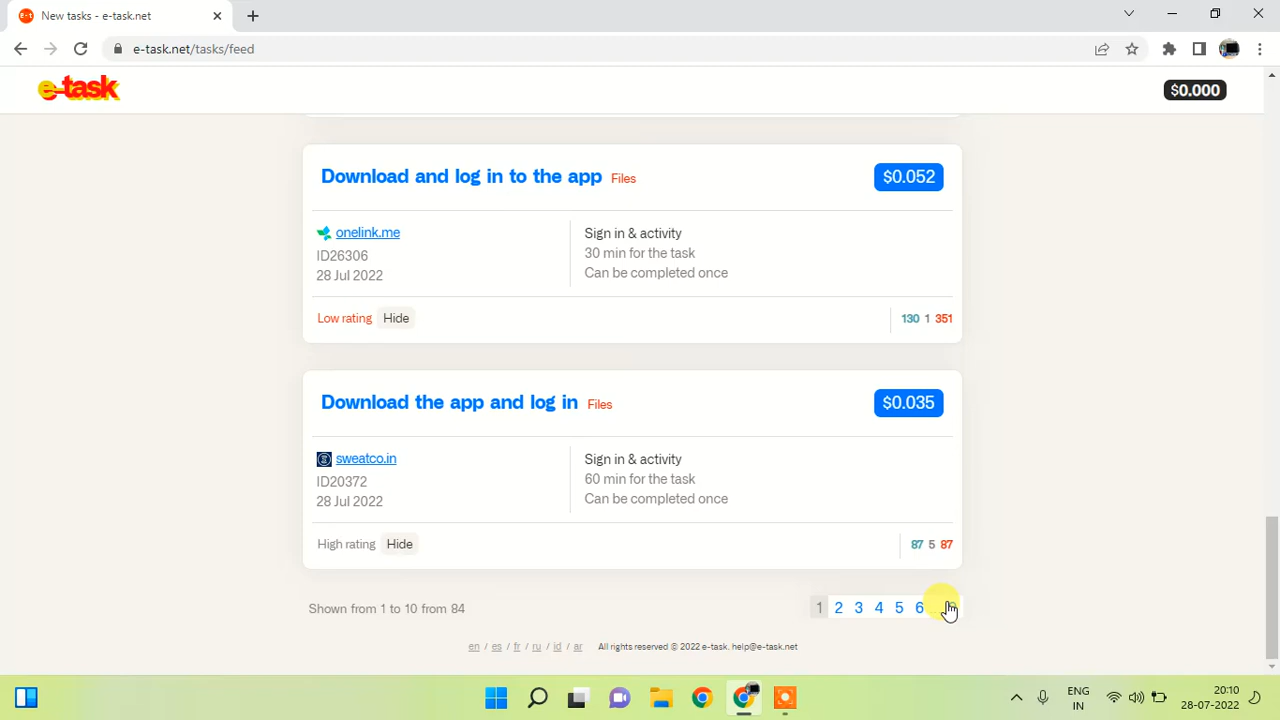 New tasks - e-task.net
e-task.net/tasks/feed
e-task
$0.000
Download and log in to the app Files
$0.052
onelink.me
ID26306
28 Jul 2022
Sign in & activity
30 min for the task
Can be completed once
Low rating Hide
130 1 351
Download the app and log in Files
$0.035
sweatco.in
ID20372
28 Jul 2022
Sign in & activity
60 min for the task
Can be completed once
High rating Hide
87 5 87
Shown from 1 to 10 from 84
1 2 3 4 5 6
en / es / fr / ru / id / ar All rights reserved © 2022 e-task. help@e-task.net
ENG
IN
20:10
28-07-2022